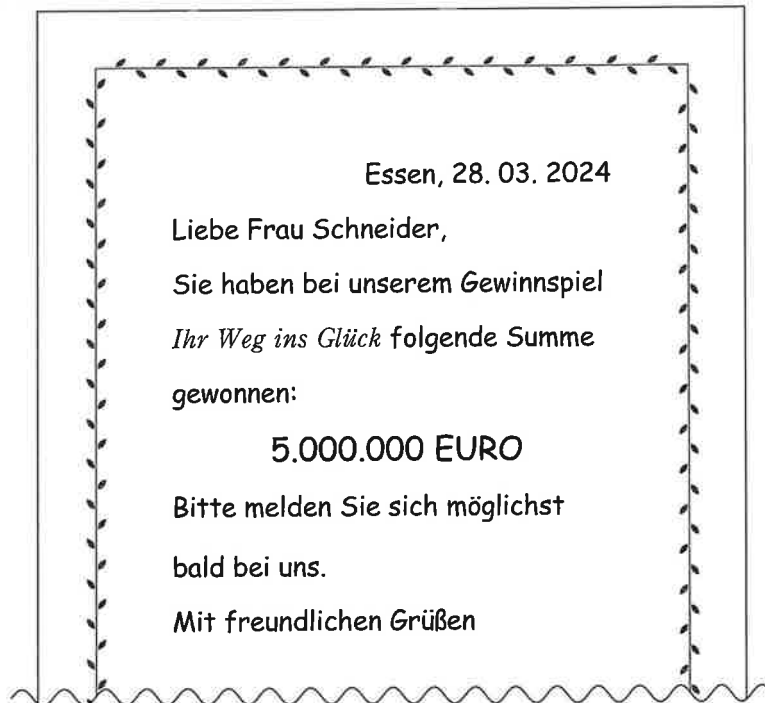 Essen, 28. 03. 2024
Liebe Frau Schneider,
Sie haben bei unserem Gewinnspiel
Ihr Weg ins Glück folgende Summe
gewonnen:
5.000.000 EURO
Bitte melden Sie sich möglichst
bald bei uns.
Mit freundlichen Grüßen